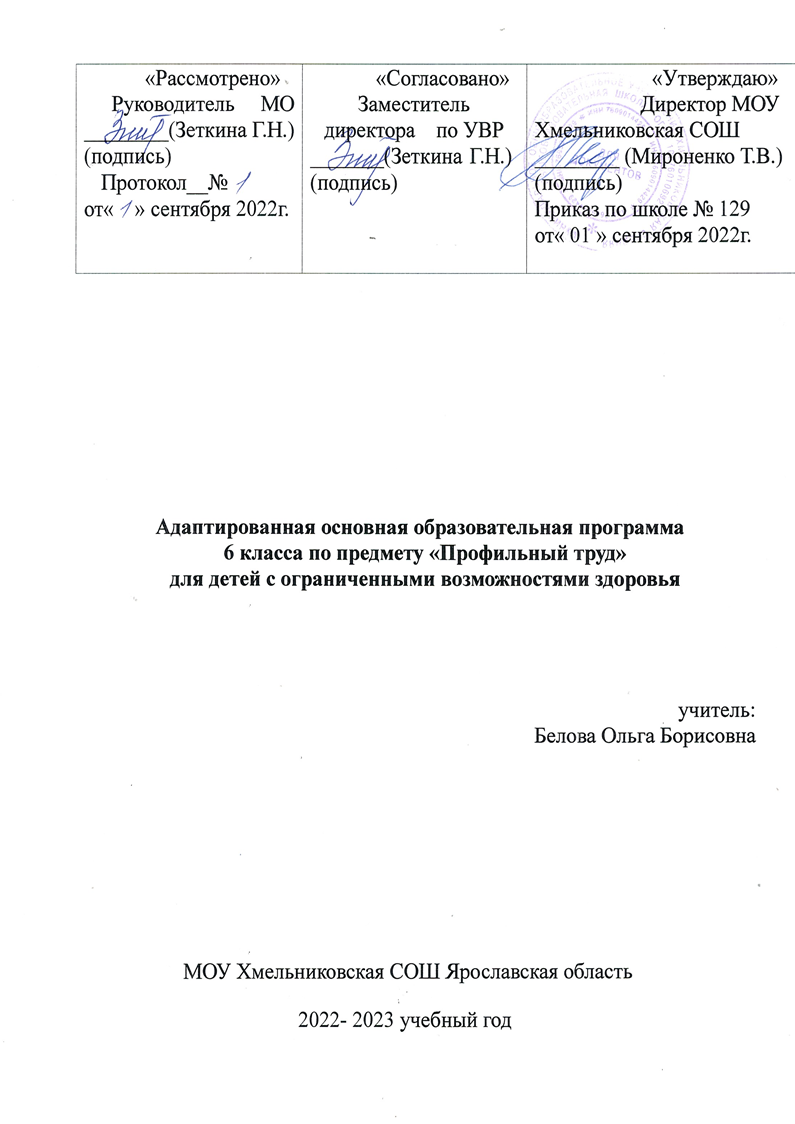 «Рассмотрено»
Руководитель МО
________(Зеткина Г.Н.)
(подпись)
Протокол__№ 1
от« 1 » сентября 2022г.
«Согласовано»
Заместитель
директора по УВР
_______(Зеткина Г.Н.)
(подпись)
«Утверждаю»
Директор МОУ
Хмельниковская СОШ
________ (Мироненко Т.В.)
(подпись)
Приказ по школе № 129
от« 01 » сентября 2022г.
Адаптированная основная образовательная программа
6 класса по предмету «Профильный труд»
для детей с ограниченными возможностями здоровья
учитель:
Белова Ольга Борисовна
МОУ Хмельниковская СОШ Ярославская область
2022- 2023 учебный год